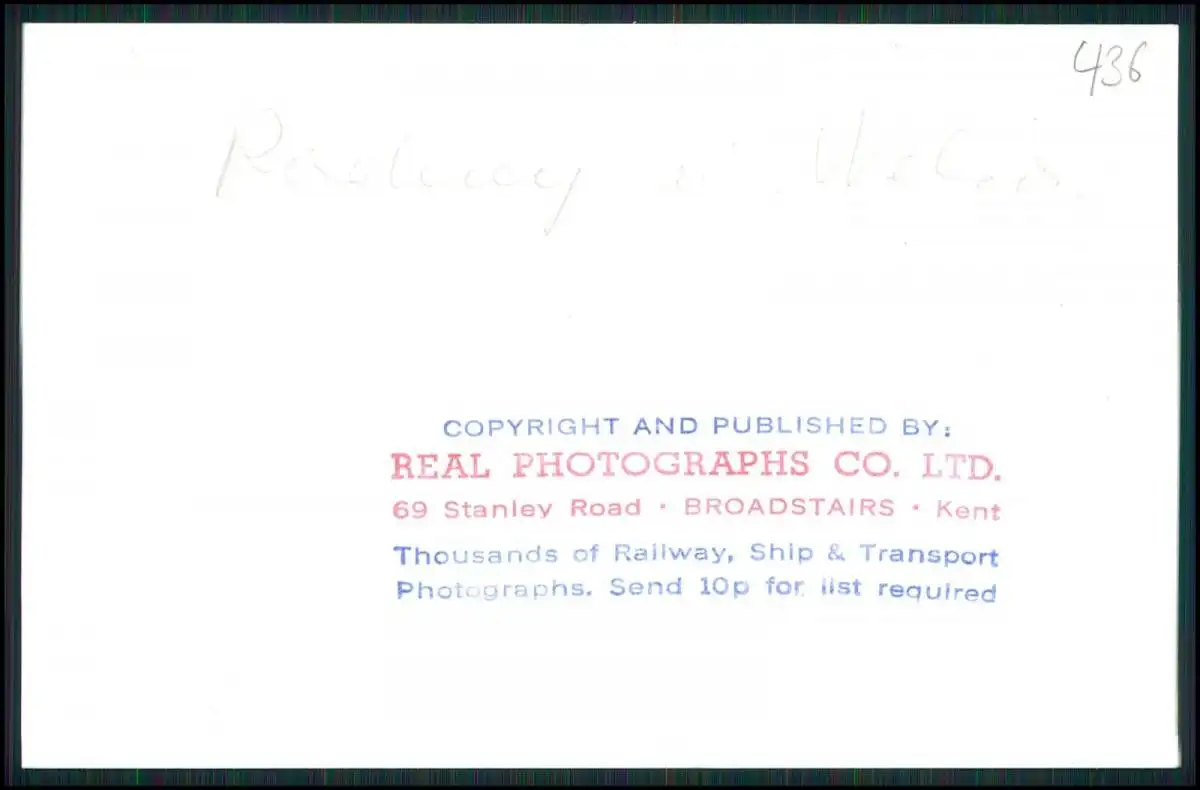 436
Rodney
COPYRIGHT AND PUBLISHED BY:
REAL PHOTOGRAPHS CO. LTD.
69 Stanley Road · BROADSTAIRS · Kent
Thousands of Railway, Ship & Transport
Photographs. Send 10p for list required